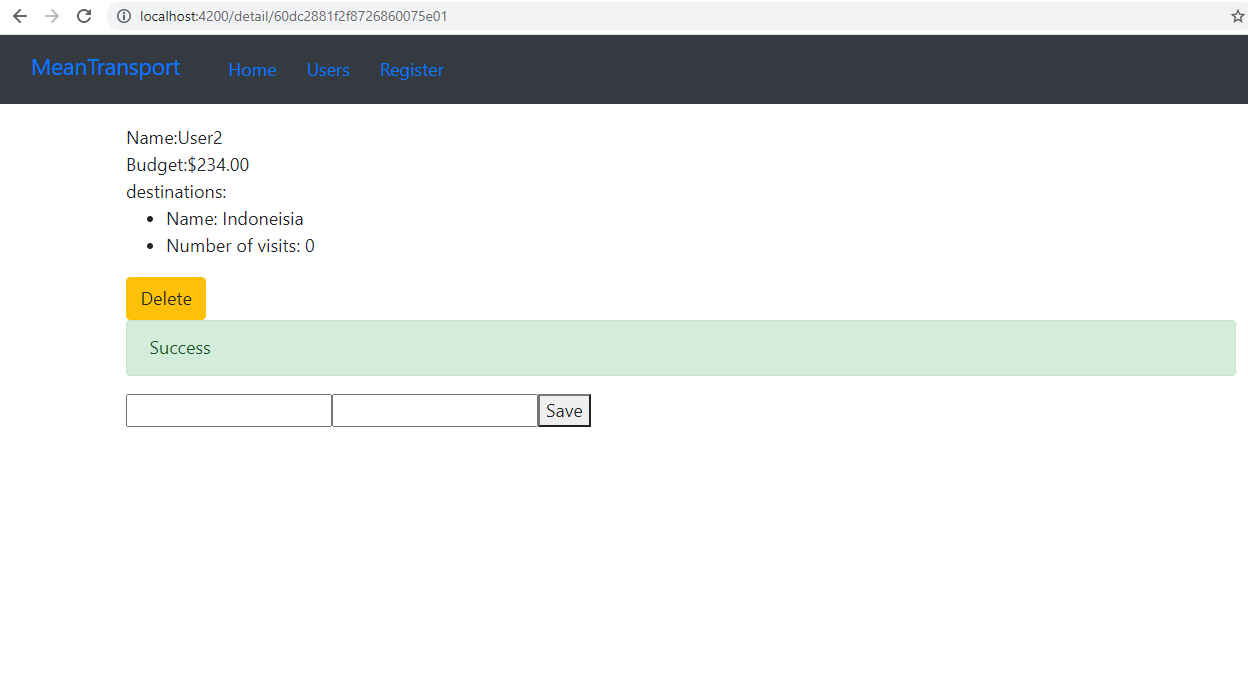 localhost:4200/detail/60dc2881f2f8726860075e01
MeanTransport Home Users Register
Name:User2
Budget:$234.00
destinations:
• Name: Indoneisia
• Number of visits: 0
Delete
Success
Save